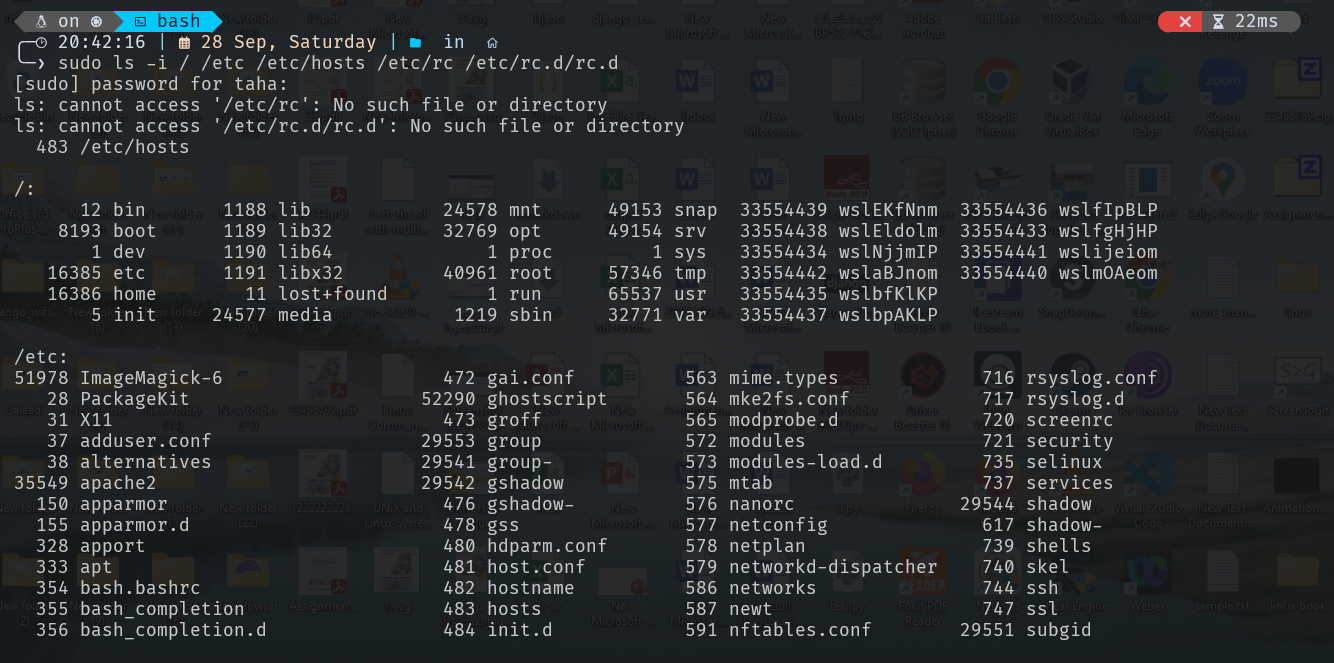 on bash 22ms
20:42:16 | 28 Sep, Saturday | in
sudo ls -i / /etc /etc/hosts /etc/rc /etc/rc.d/rc.d
[sudo] password for taha:
ls: cannot access '/etc/rc': No such file or directory
ls: cannot access '/etc/rc.d/rc.d': No such file or directory
483 /etc/hosts
/:
12 bin 1188 lib 24578 mnt 49153 snap 33554439 wslEKfNnm 33554436 wslfIpBLP
8193 boot 1189 lib32 32769 opt 49154 srv 33554438 wslEldolm 33554433 wslfgHjHP
1 dev 1190 lib64 1 proc 1 sys 33554434 wslNjjmIP 33554441 wslijeiom
16385 etc 1191 libx32 40961 root 57346 tmp 33554442 wslaBJnom 33554440 wslmOAeom
16386 home 11 lost+found 1 run 65537 usr 33554435 wslbfKlKP
5 init 24577 media 1219 sbin 32771 var 33554437 wslbpAKLP
/etc:
51978 ImageMagick-6 472 gai.conf 563 mime.types 716 rsyslog.conf
28 PackageKit 52290 ghostscript 564 mke2fs.conf 717 rsyslog.d
31 X11 473 groff 565 modprobe.d 720 screenrc
37 adduser.conf 29553 group 572 modules 721 security
38 alternatives 29541 group- 573 modules-load.d 735 selinux
35549 apache2 29542 gshadow 575 mtab 737 services
150 apparmor 476 gshadow- 576 nanorc 29544 shadow
155 apparmor.d 478 gss 577 netconfig 617 shadow-
328 apport 480 hdparm.conf 578 netplan 739 shells
333 apt 481 host.conf 579 networkd-dispatcher 740 skel
354 bash.bashrc 482 hostname 586 networks 744 ssh
355 bash_completion 483 hosts 587 newt 747 ssl
356 bash_completion.d 484 init.d 591 nftables.conf 29551 subgid